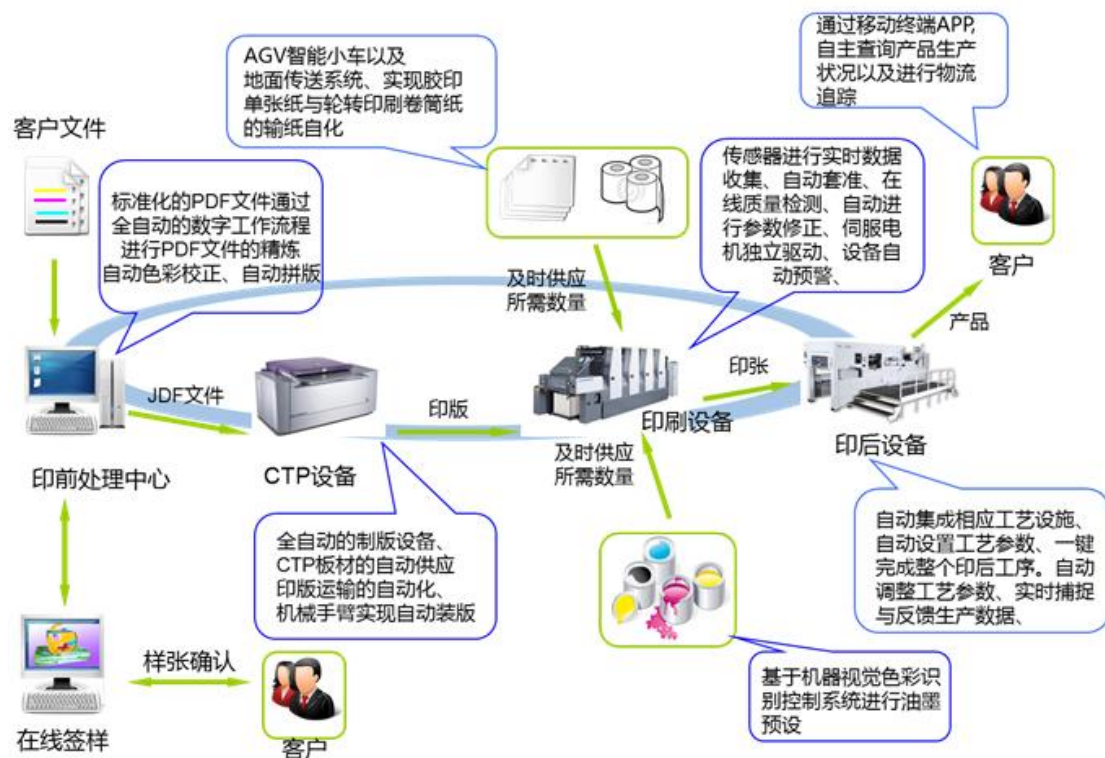 AGV智能小车以及
地面传送系统、实现胶印
单张纸与轮转印刷卷筒纸
的输纸自化
通过移动终端APP,
自主查询产品生产
状况以及进行物流
追踪
客户文件
标准化的PDF文件通过
全自动的数字工作流程
进行PDF文件的精炼
自动色彩校正、自动拼版
传感器进行实时数据
收集、自动套准、在
线质量检测、自动进
行参数修正、伺服电
机独立驱动、设备自
动预警、
客户
及时供应
所需数量
产品
JDF文件
印版
印张
印刷设备
印后设备
印前处理中心
CTP设备
及时供应
所需数量
全自动的制版设备、
CTP板材的自动供应
印版运输的自动化、
机械手臂实现自动装版
自动集成相应工艺设施、
自动设置工艺参数、一键
完成整个印后工序。自动
调整工艺参数、实时捕捉
与反馈生产数据、
样张确认
基于机器视觉色彩识
别控制系统进行油墨
预设
在线签样
客户